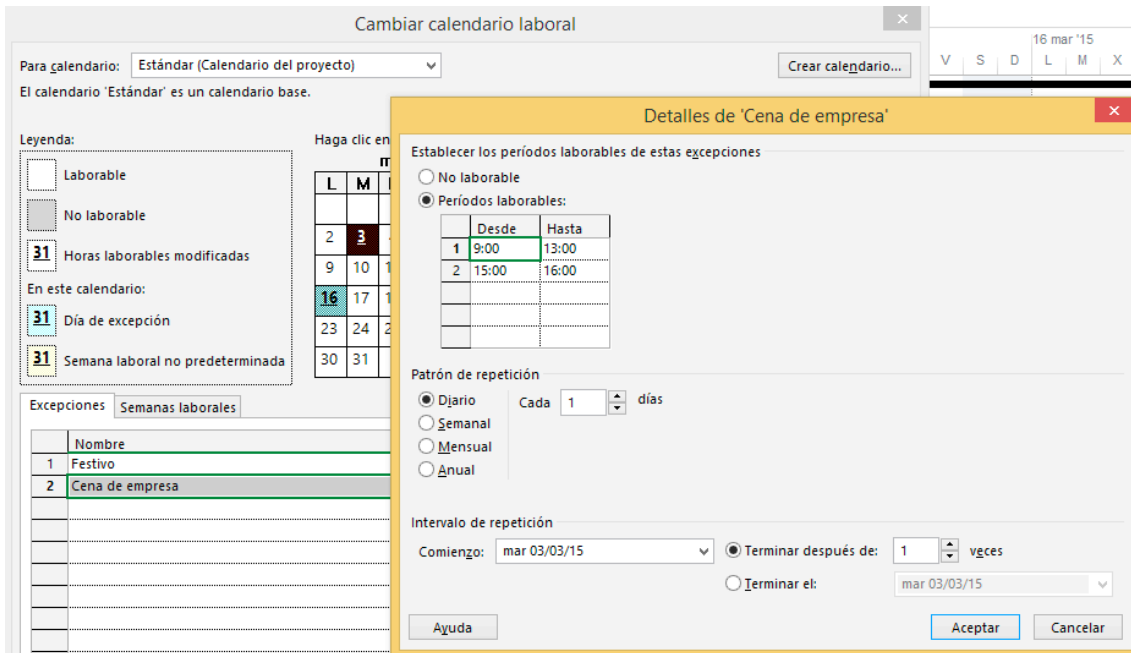 Cambiar calendario laboral
16 mar '15
V S D L M X
Para calendario: Estándar (Calendario del proyecto) Crear calendario...
El calendario 'Estándar' es un calendario base.
Leyenda:
Laborable
No laborable
31 Horas laborables modificadas
En este calendario:
31 Día de excepción
31 Semana laboral no predeterminada
Haga clic en
L M
2 3
9 10
16 17
23 24
30 31
Excepciones Semanas laborales
Nombre
1 Festivo
2 Cena de empresa
Detalles de 'Cena de empresa'
Establecer los períodos laborables de estas excepciones
No laborable
Períodos laborables:
Desde Hasta
1 9:00 13:00
2 15:00 16:00
Patrón de repetición
Diario Cada 1 días
Semanal
Mensual
Anual
Intervalo de repetición
Comienzo: mar 03/03/15 Terminar después de: 1 veces
Terminar el: mar 03/03/15
Ayuda Aceptar Cancelar